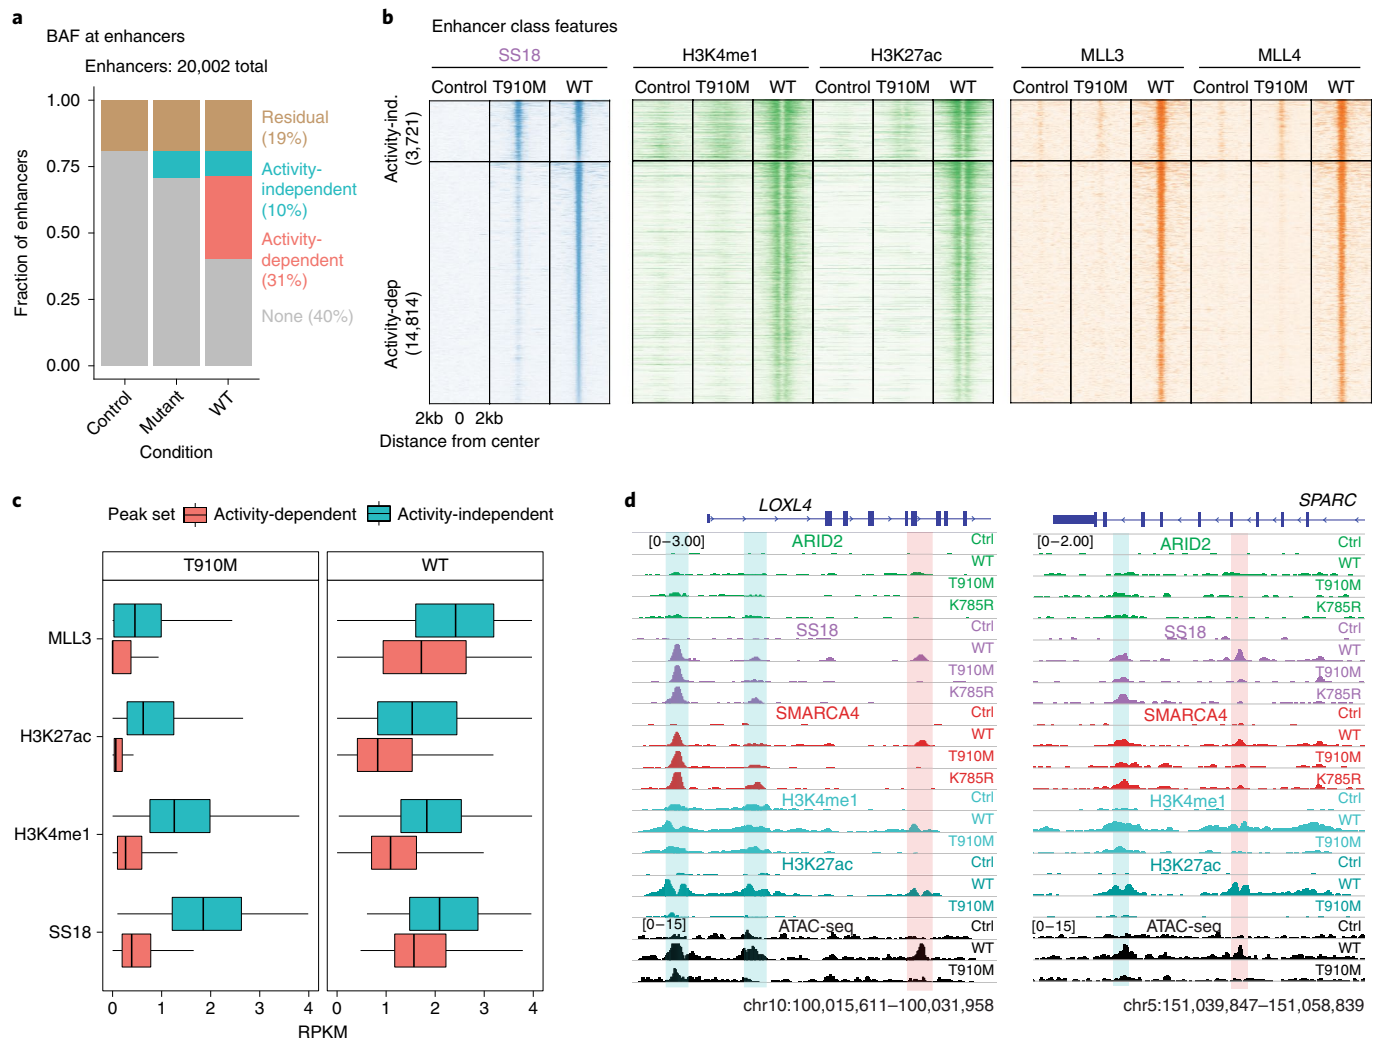 a
BAF at enhancers
Enhancers: 20,002 total
1.00
0.75
0.50
0.25
0.00
Fraction of enhancers
Residual
(19%)
Activity-
independent
(10%)
Activity-
dependent
(31%)
None (40%)
Control
Mutant
WT
Condition
b
Enhancer class features
SS18
H3K4me1
H3K27ac
MLL3
MLL4
Control T910M WT
Control T910M WT
Control T910M WT
Control T910M WT
Control T910M WT
Activity-ind.
(3,721)
Activity-dep
(14,814)
2kb 0 2kb
Distance from center
c
Peak set Activity-dependent Activity-independent
T910M
WT
MLL3
H3K27ac
H3K4me1
SS18
0 1 2 3 4
0 1 2 3 4
RPKM
d
LOXL4
[0–3.00]
ARID2
Ctrl
WT
T910M
K785R
SS18
Ctrl
WT
T910M
K785R
SMARCA4
Ctrl
WT
T910M
K785R
H3K4me1
Ctrl
WT
T910M
H3K27ac
Ctrl
WT
T910M
[0–15]
ATAC-seq
Ctrl
WT
T910M
chr10:100,015,611–100,031,958
SPARC
[0–2.00]
ARID2
Ctrl
WT
T910M
K785R
SS18
Ctrl
WT
T910M
K785R
SMARCA4
Ctrl
WT
T910M
K785R
H3K4me1
Ctrl
WT
T910M
H3K27ac
Ctrl
WT
T910M
[0–15]
ATAC-seq
Ctrl
WT
T910M
chr5:151,039,847–151,058,839